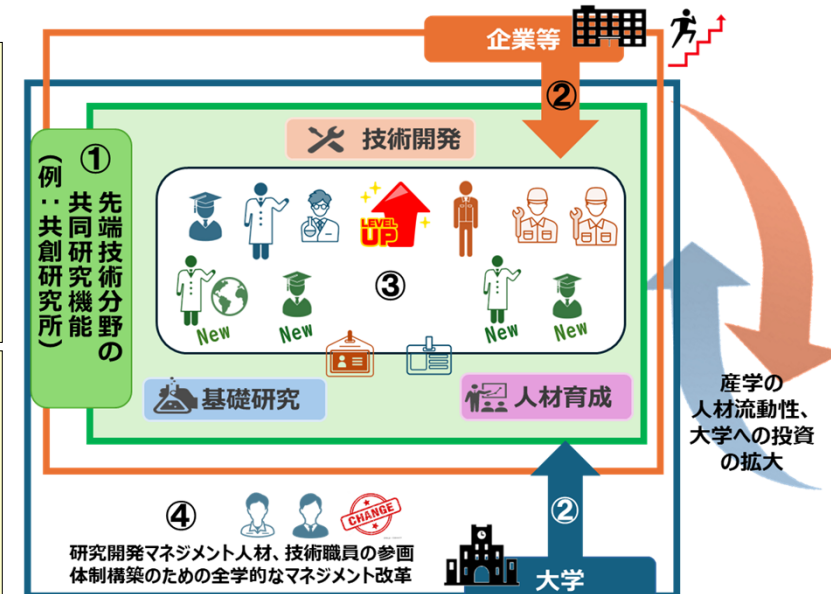 企業等
②
技術開発
①
先端技術分野の
共同研究機能
(例：共創研究所)
LEVEL
UP
③
New
New
New
New
基礎研究
人材育成
産学の
人材流動性、
大学への投資
の拡大
④
CHANGE
②
研究開発マネジメント人材、技術職員の参画
体制構築のための全学的なマネジメント改革
大学